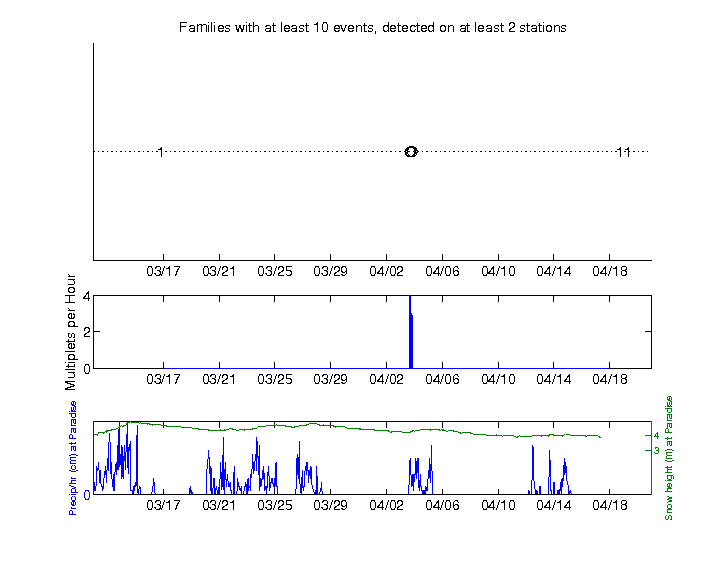 Families with at least 10 events, detected on at least 2 stations
1 11
03/17 03/21 03/25 03/29 04/02 04/06 04/10 04/14 04/18
Multiplets per Hour
4
2
0
03/17 03/21 03/25 03/29 04/02 04/06 04/10 04/14 04/18
Precip/hr (cm) at Paradise
0
4
3
Snow height (m) at Paradise
03/17 03/21 03/25 03/29 04/02 04/06 04/10 04/14 04/18